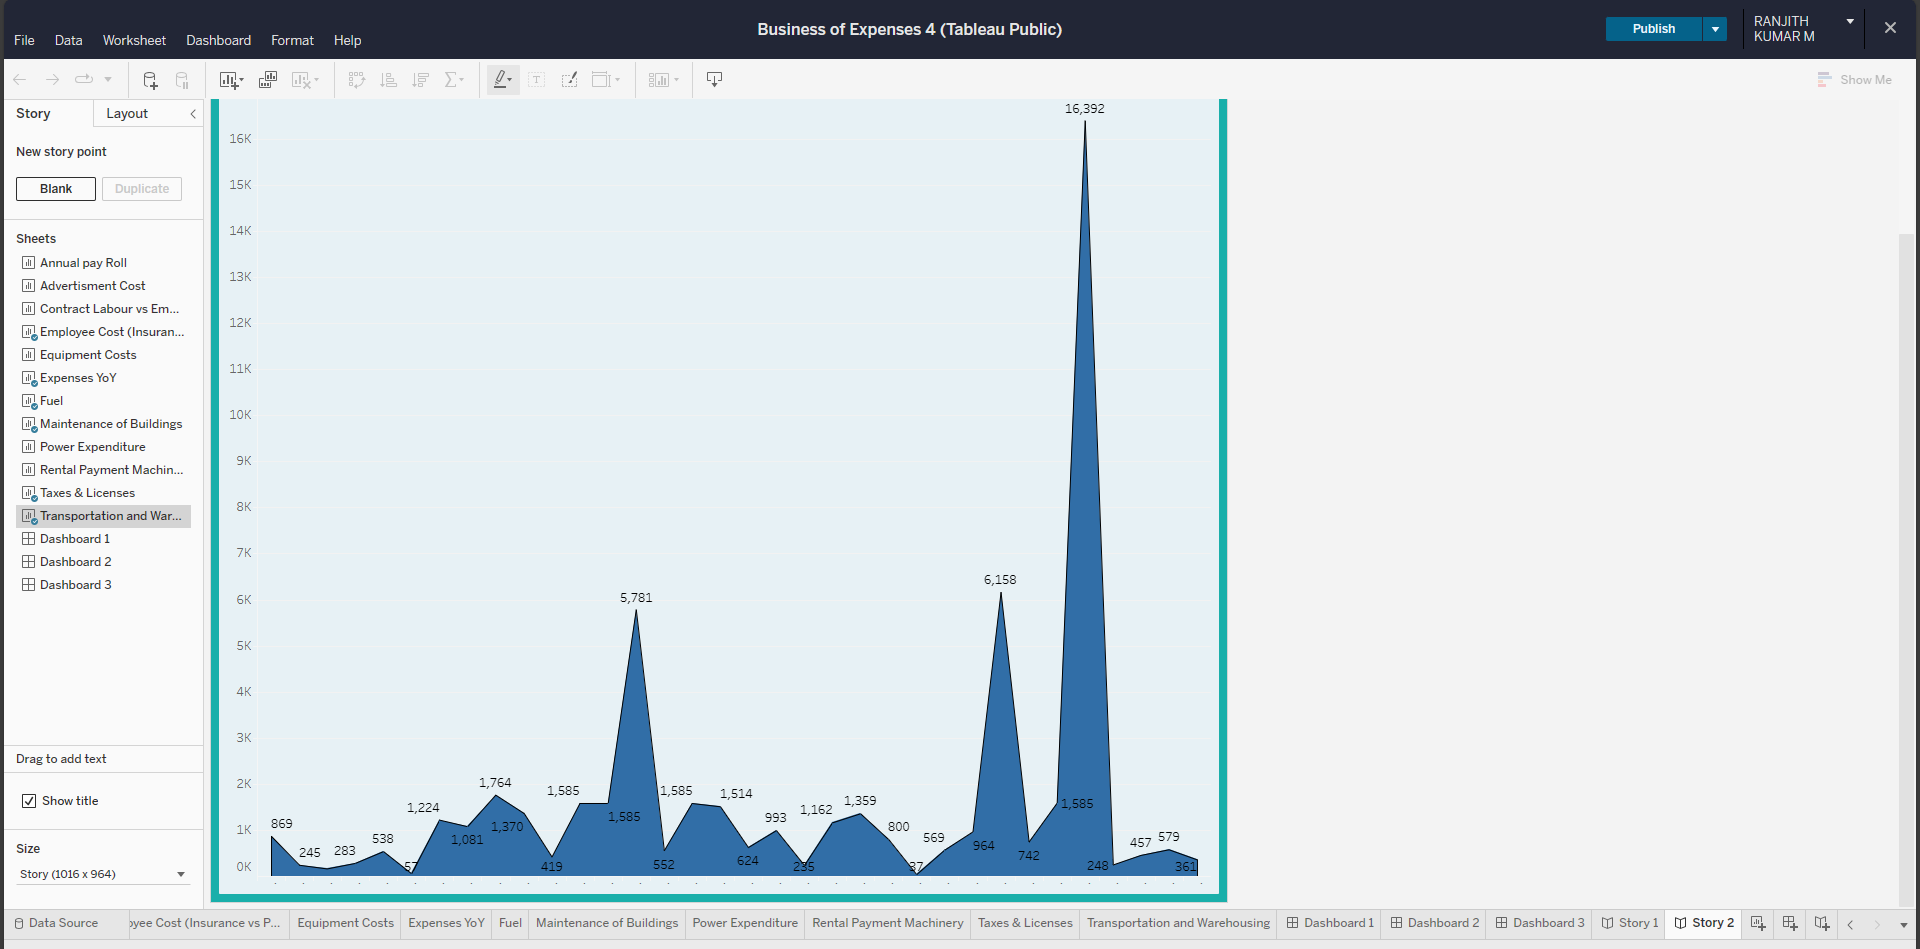 Business of Expenses 4 (Tableau Public)
Publish
RANJITH
KUMAR M
File Data Worksheet Dashboard Format Help
Show Me
Story Layout
New story point
Blank Duplicate
Sheets
Annual pay Roll
Advertisment Cost
Contract Labour vs Em...
Employee Cost (Insuran...
Equipment Costs
Expenses YoY
Fuel
Maintenance of Buildings
Power Expenditure
Rental Payment Machin...
Taxes & Licenses
Transportation and War...
Dashboard 1
Dashboard 2
Dashboard 3
Drag to add text
Show title
Size
Story (1016 x 964)
16K
15K
14K
13K
12K
11K
10K
9K
8K
7K
6K
5K
4K
3K
2K
1K
0K
869
245
283
538
57
1,224
1,081
1,764
1,370
419
1,585
1,585
5,781
552
1,585
1,514
624
993
235
1,162
1,359
800
37
569
964
6,158
742
1,585
16,392
248
457
579
361
Data Source yee Cost (Insurance vs P... Equipment Costs Expenses YoY Fuel Maintenance of Buildings Power Expenditure Rental Payment Machinery Taxes & Licenses Transportation and Warehousing Dashboard 1 Dashboard 2 Dashboard 3 Story 1 Story 2